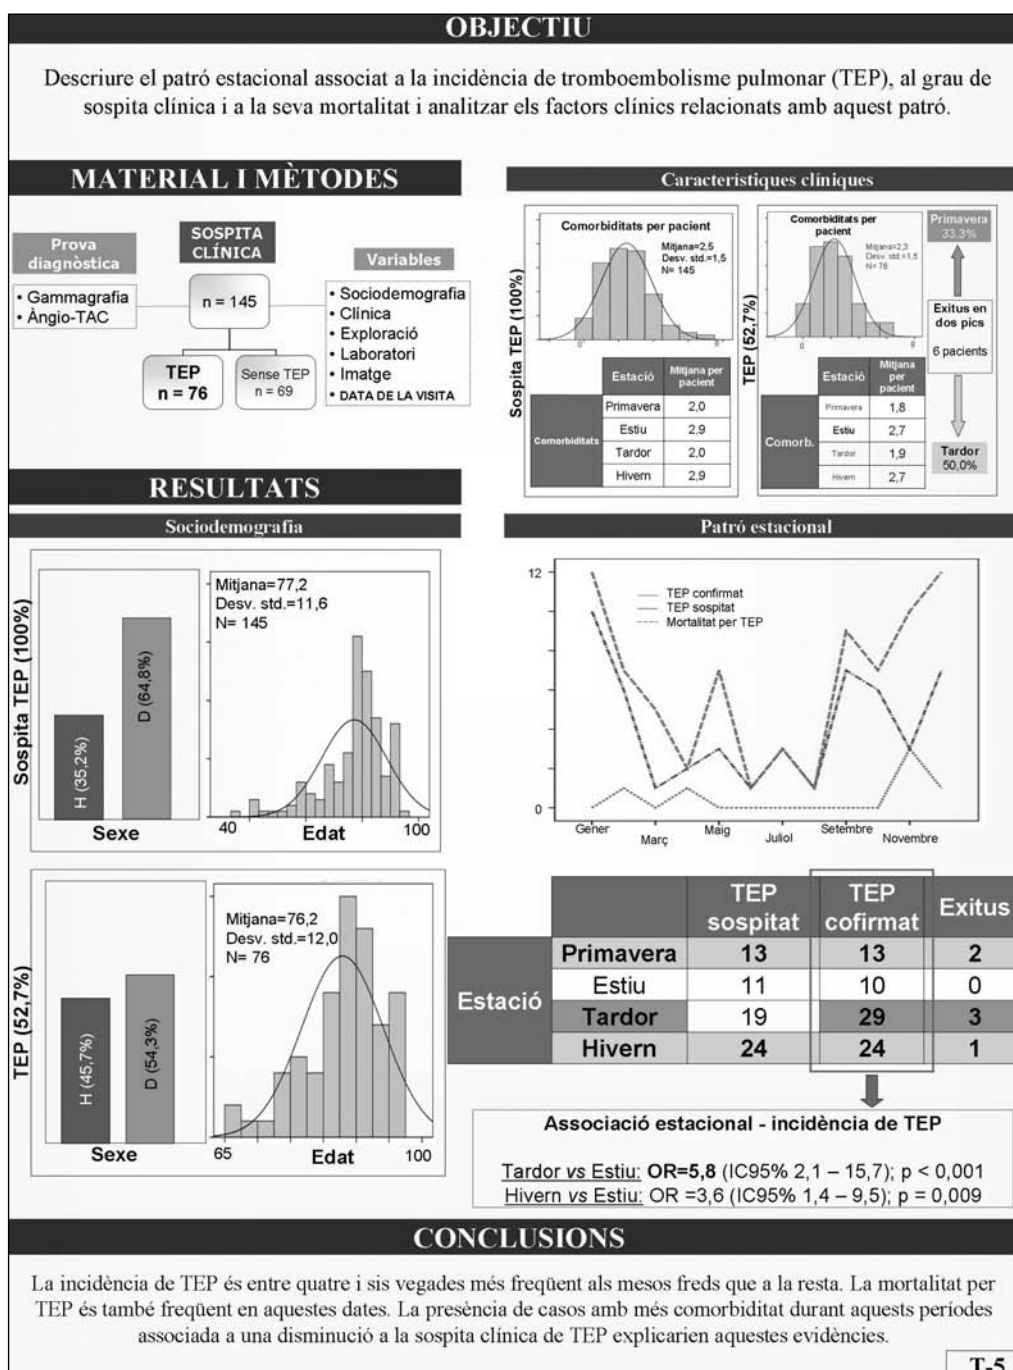 OBJECTIU
Descriure el patró estacional associat a la incidència de tromboembolisme pulmonar (TEP), al grau de
sospita clínica i a la seva mortalitat i analitzar els factors clínics relacionats amb aquest patró.
MATERIAL I MÈTODES
Prova
diagnòstica
• Gammagrafia
• Àngio-TAC
SOSPITA
CLÍNICA
n = 145
TEP
n = 76
Sense TEP
n = 69
Variables
• Sociodemografia
• Clínica
• Exploració
• Laboratori
• Imatge
• DATA DE LA VISITA
Característiques clíniques
Sospita TEP (100%)
Comorbiditats per pacient
Mitjana=2,5
Desv. std.=1,5
N= 145
0
8
Estació Mitjana per
pacient
Comorbiditats
Primavera 2,0
Estiu 2,9
Tardor 2,0
Hivern 2,9
TEP (52,7%)
Comorbiditats per
pacient
Mitjana=2,3
Desv. std.=1,5
N= 76
0
8
Estació Mitjana
per
pacient
Comorb.
Primavera 1,8
Estiu 2,7
Tardor 1,9
Hivern 2,7
Primavera
33.3%
Exitus en
dos pics
6 pacients
Tardor
50,0%
RESULTATS
Sociodemografia
Sospita TEP (100%)
H (35,2%)
D (64,8%)
Sexe
Mitjana=77,2
Desv. std.=11,6
N= 145
40
100
Edat
TEP (52,7%)
H (45,7%)
D (54,3%)
Sexe
Mitjana=76,2
Desv. std.=12,0
N= 76
65
100
Edat
Patró estacional
12
0
TEP confirmat
TEP sospitat
Mortalitat per TEP
Gener
Març
Maig
Juliol
Setembre
Novembre
TEP
sospitat
TEP
cofirmat
Exitus
Estació
Primavera 13 13 2
Estiu 11 10 0
Tardor 19 29 3
Hivern 24 24 1
Associació estacional - incidència de TEP
Tardor vs Estiu: OR=5,8 (IC95% 2,1 – 15,7); p < 0,001
Hivern vs Estiu: OR =3,6 (IC95% 1,4 – 9,5); p = 0,009
CONCLUSIONS
La incidència de TEP és entre quatre i sis vegades més freqüent als mesos freds que a la resta. La mortalitat per
TEP és també freqüent en aquestes dates. La presència de casos amb més comorbiditat durant aquests períodes
associada a una disminució a la sospita clínica de TEP explicarien aquestes evidències.
T-5